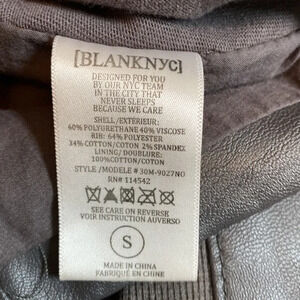 [BLANKNYC]
DESIGNED FOR YOU
BY OUR NYC TEAM
IN THE CITY THAT
NEVER SLEEPS
BECAUSE WE CARE
SHELL/EXTÉRIEUR:
60% POLYURETHANE 40% VISCOSE
RIB: 64% POLYESTER
34% COTTON/COTON 2% SPANDEX
LINING/DOUBLURE:
100%COTTON/COTON
STYLE/MODELE # 30M-9027NO
RN# 114542
SEE CARE ON REVERSE
VOIR INSTRUCTION AUVERSO
S
MADE IN CHINA
FABRIQUÉ EN CHINE